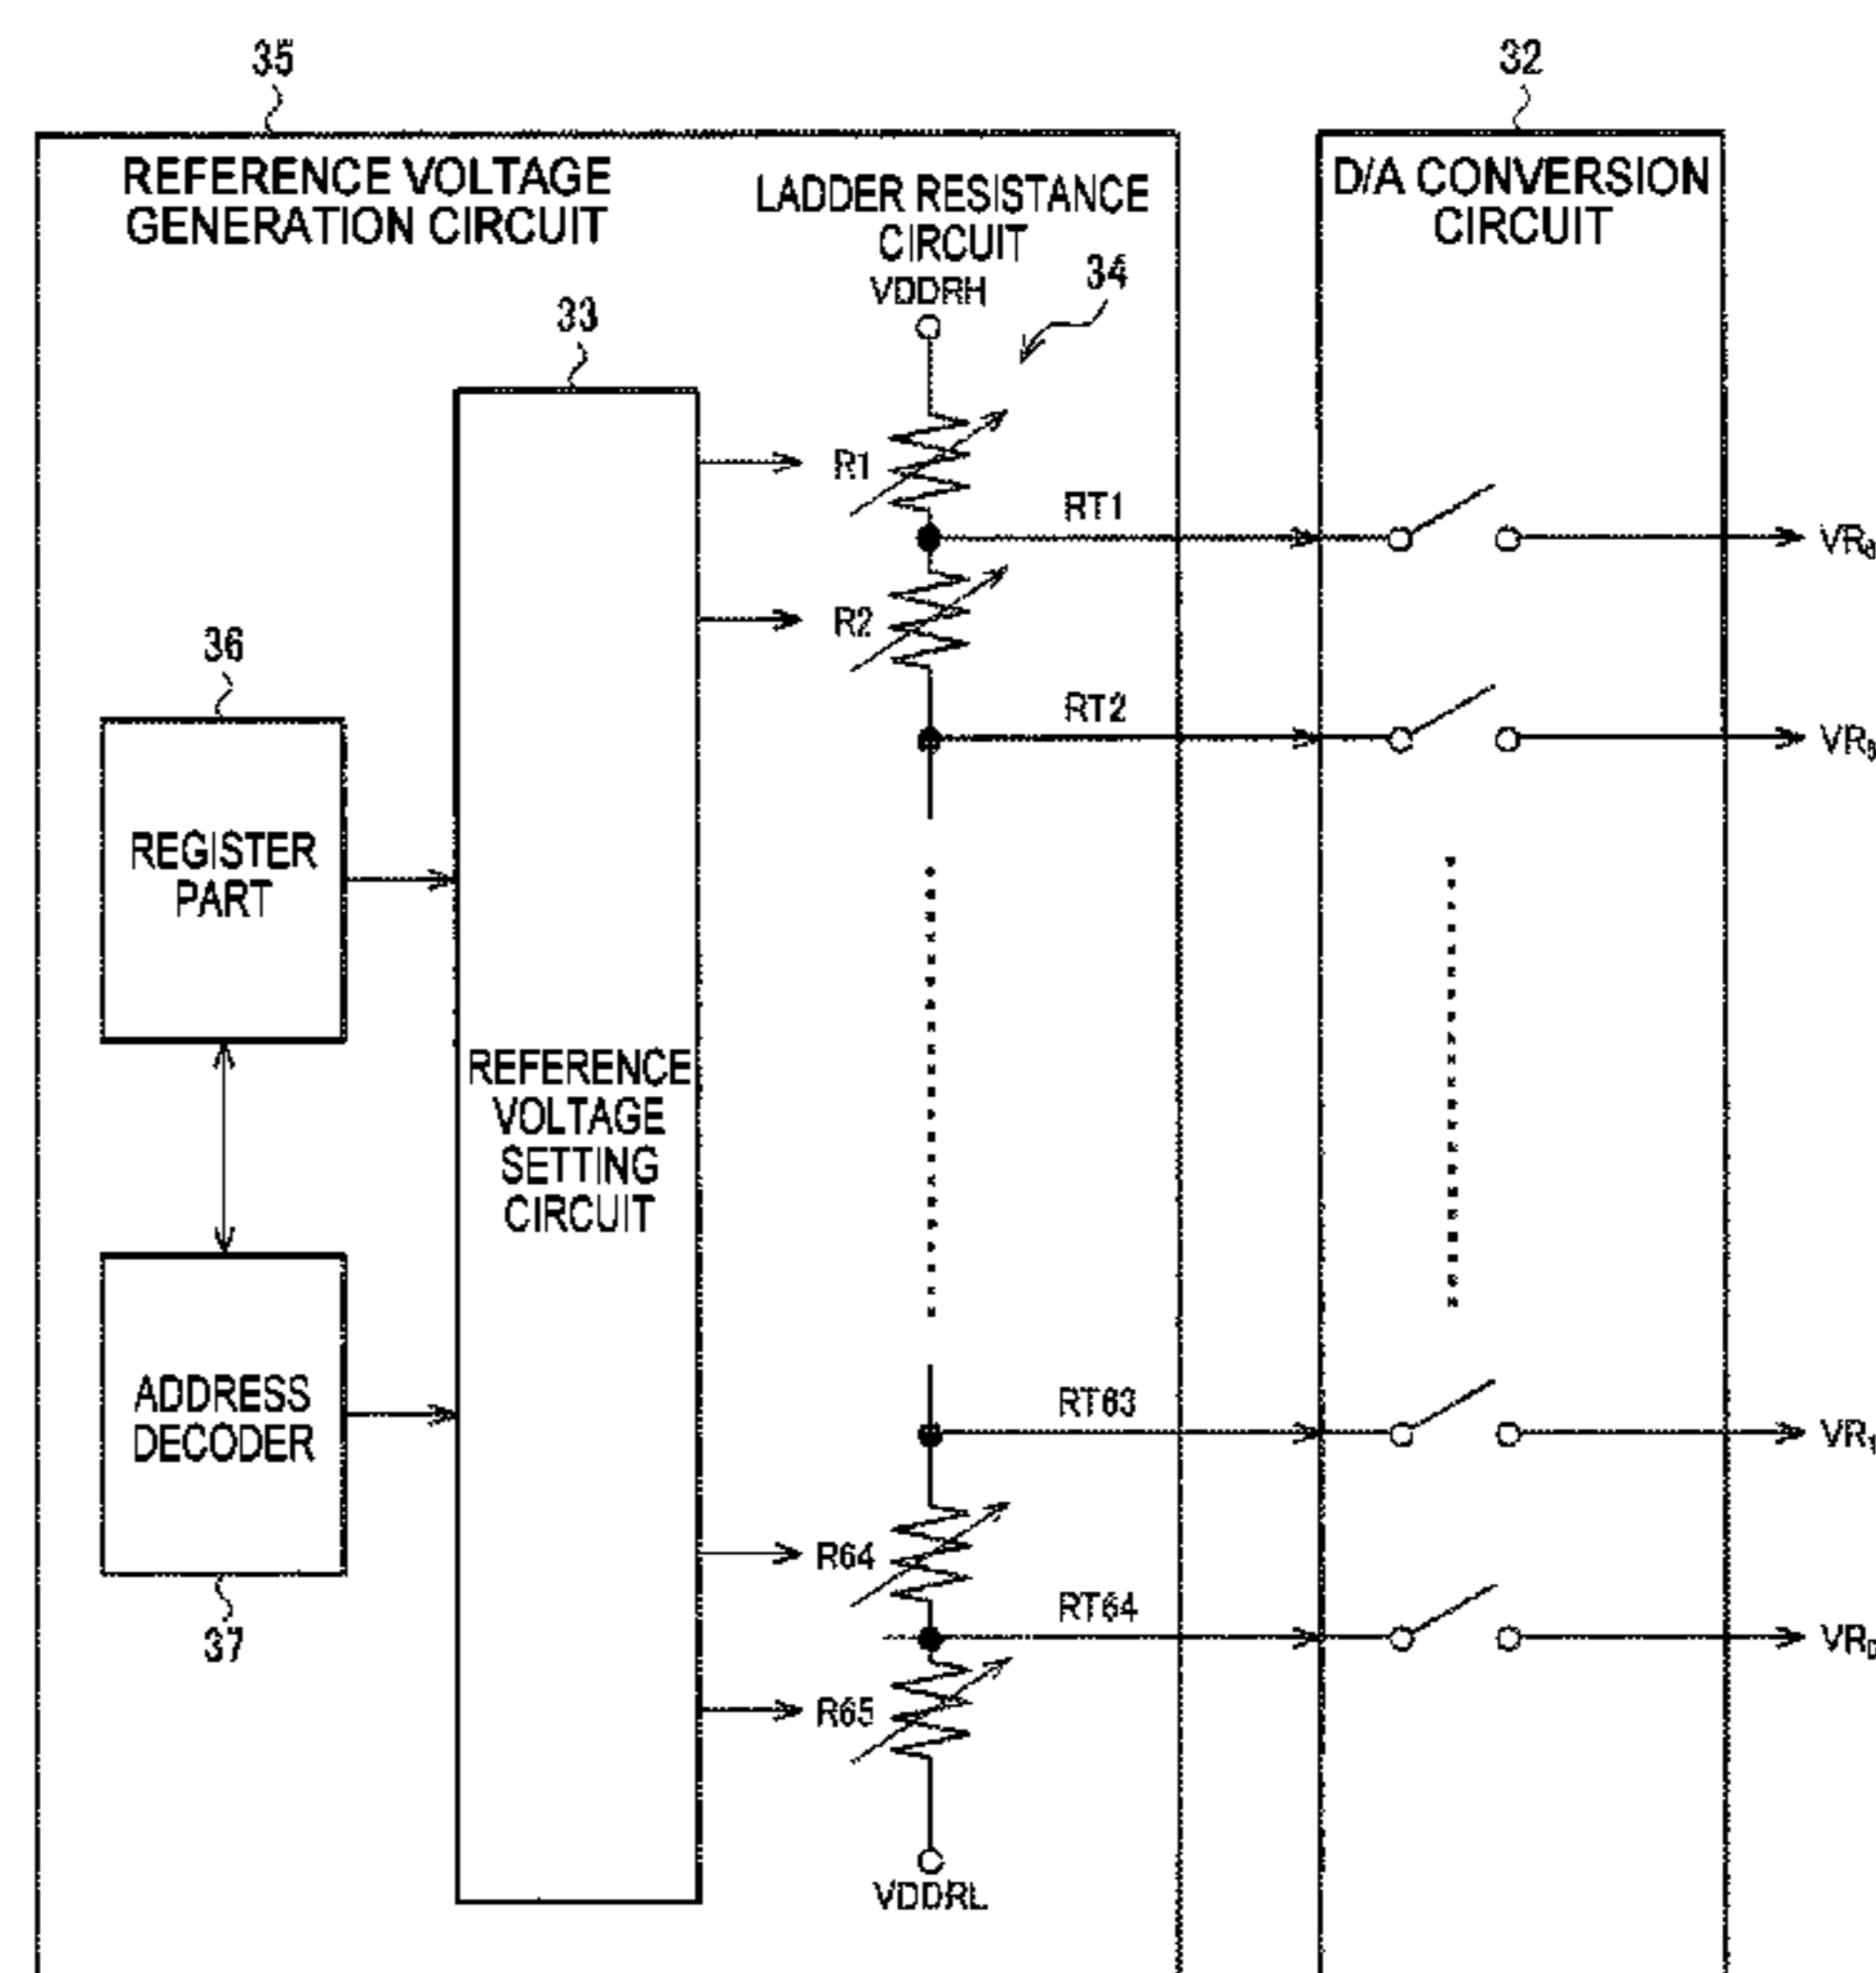 35
32
REFERENCE VOLTAGE
GENERATION CIRCUIT
LADDER RESISTANCE
CIRCUIT
D/A CONVERSION
CIRCUIT
VDDRH
34
33
R1
RT1
R2
RT2
36
REGISTER
PART
REFERENCE
VOLTAGE
SETTING
CIRCUIT
ADDRESS
DECODER
37
RT63
R64
RT64
VR₀
R65
VDDRL